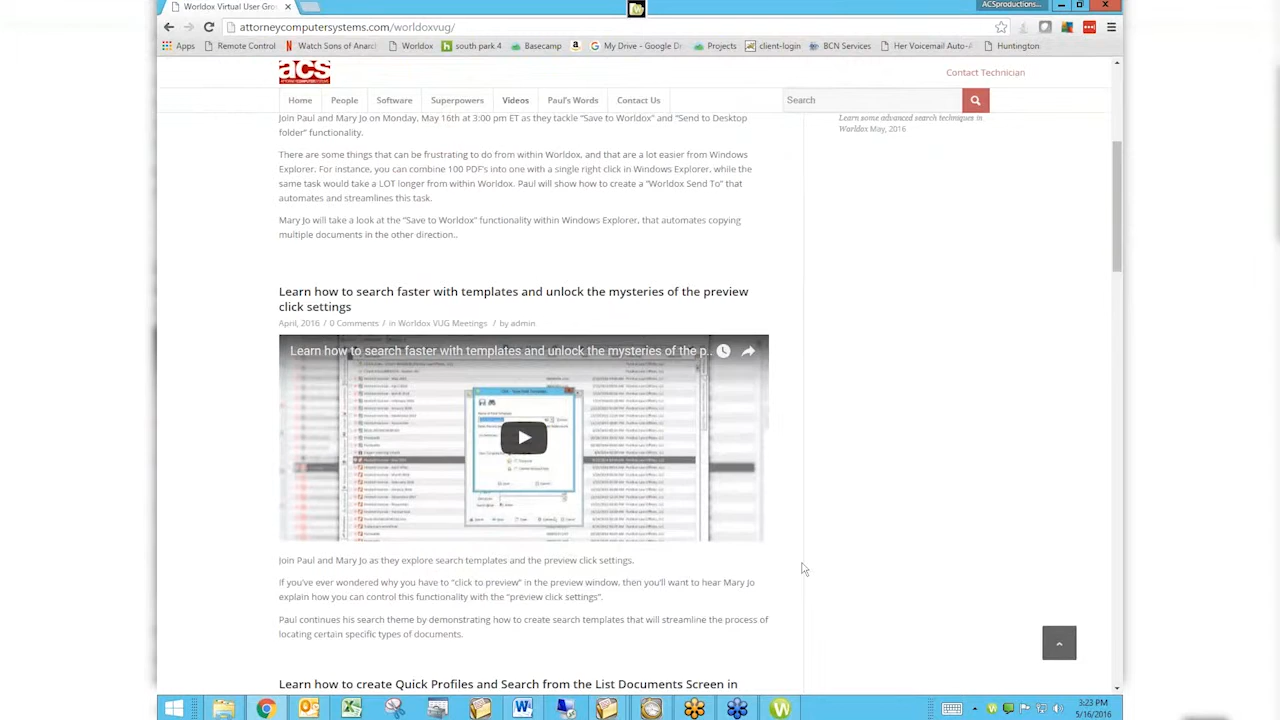 ACSproductions...
Worldox Virtual User Gro
attorneycomputersystems.com/worldoxvug/
Apps Remote Control Watch Sons of Anarch Worldox south park 4 Basecamp My Drive - Google Dr Projects client-login BCN Services Her Voicemail Auto-A Huntington
acs
Contact Technician
Home People Software Superpowers Videos Paul's Words Contact Us Search
Join Paul and Mary Jo on Monday, May 16th at 3:00 pm ET as they tackle “Save to Worldox” and “Send to Desktop
folder” functionality.
Learn some advanced search techniques in
Worldox May, 2016
There are some things that can be frustrating to do from within Worldox, and that are a lot easier from Windows
Explorer. For instance, you can combine 100 PDF's into one with a single right click in Windows Explorer, while the
same task would take a LOT longer from within Worldox. Paul will show how to create a “Worldox Send To” that
automates and streamlines this task.
Mary Jo will take a look at the “Save to Worldox” functionality within Windows Explorer, that automates copying
multiple documents in the other direction..
Learn how to search faster with templates and unlock the mysteries of the preview
click settings
April, 2016 / 0 Comments / in Worldox VUG Meetings / by admin
Learn how to search faster with templates and unlock the mysteries of the p...
Join Paul and Mary Jo as they explore search templates and the preview click settings.
If you've ever wondered why you have to “click to preview” in the preview window, then you'll want to hear Mary Jo
explain how you can control this functionality with the “preview click settings”.
Paul continues his search theme by demonstrating how to create search templates that will streamline the process of
locating certain specific types of documents.
Learn how to create Quick Profiles and Search from the List Documents Screen in
3:23 PM
5/16/2016